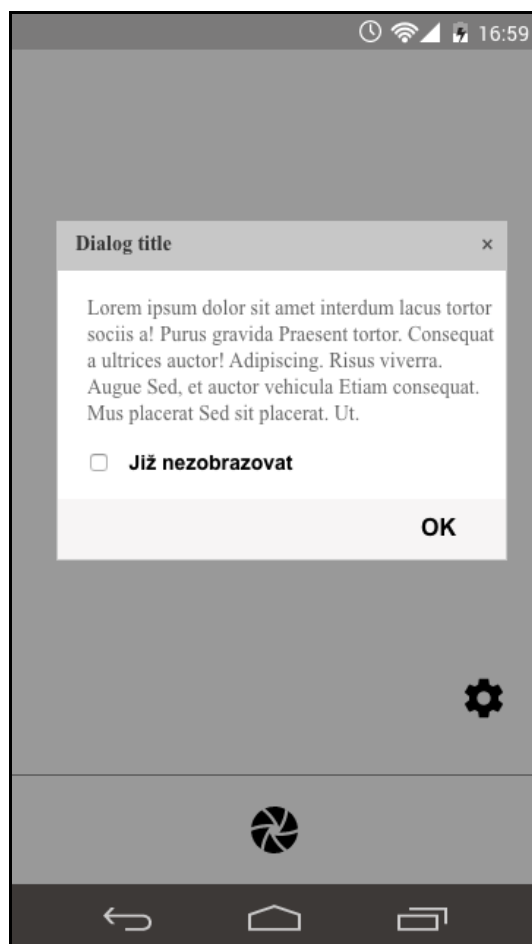 16:59
Dialog title ×
Lorem ipsum dolor sit amet interdum lacus tortor
sociis a! Purus gravida Praesent tortor. Consequat
a ultrices auctor! Adipiscing. Risus viverra.
Augue Sed, et auctor vehicula Etiam consequat.
Mus placerat Sed sit placerat. Ut.
Již nezobrazovat
OK